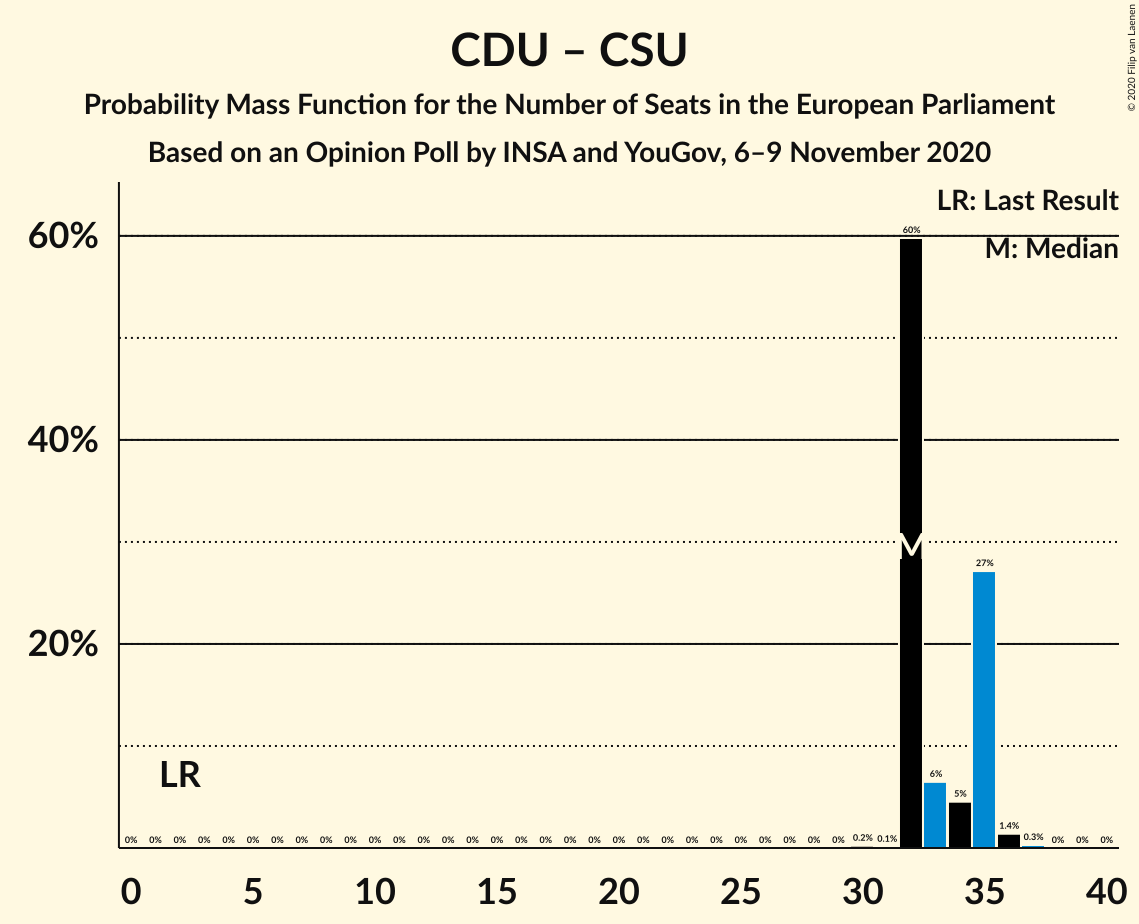 CDU – CSU
Probability Mass Function for the Number of Seats in the European Parliament
Based on an Opinion Poll by INSA and YouGov, 6–9 November 2020
© 2020 Filip van Laenen
LR: Last Result
M: Median
60%
40%
20%
60%
M
27%
LR
6%
5%
1.4%
0% 0% 0% 0% 0% 0% 0% 0% 0% 0% 0% 0% 0% 0% 0% 0% 0% 0% 0% 0% 0% 0% 0% 0% 0% 0% 0% 0% 0% 0% 0.2% 0.1% 0.3% 0% 0% 0%
0 5 10 15 20 25 30 35 40